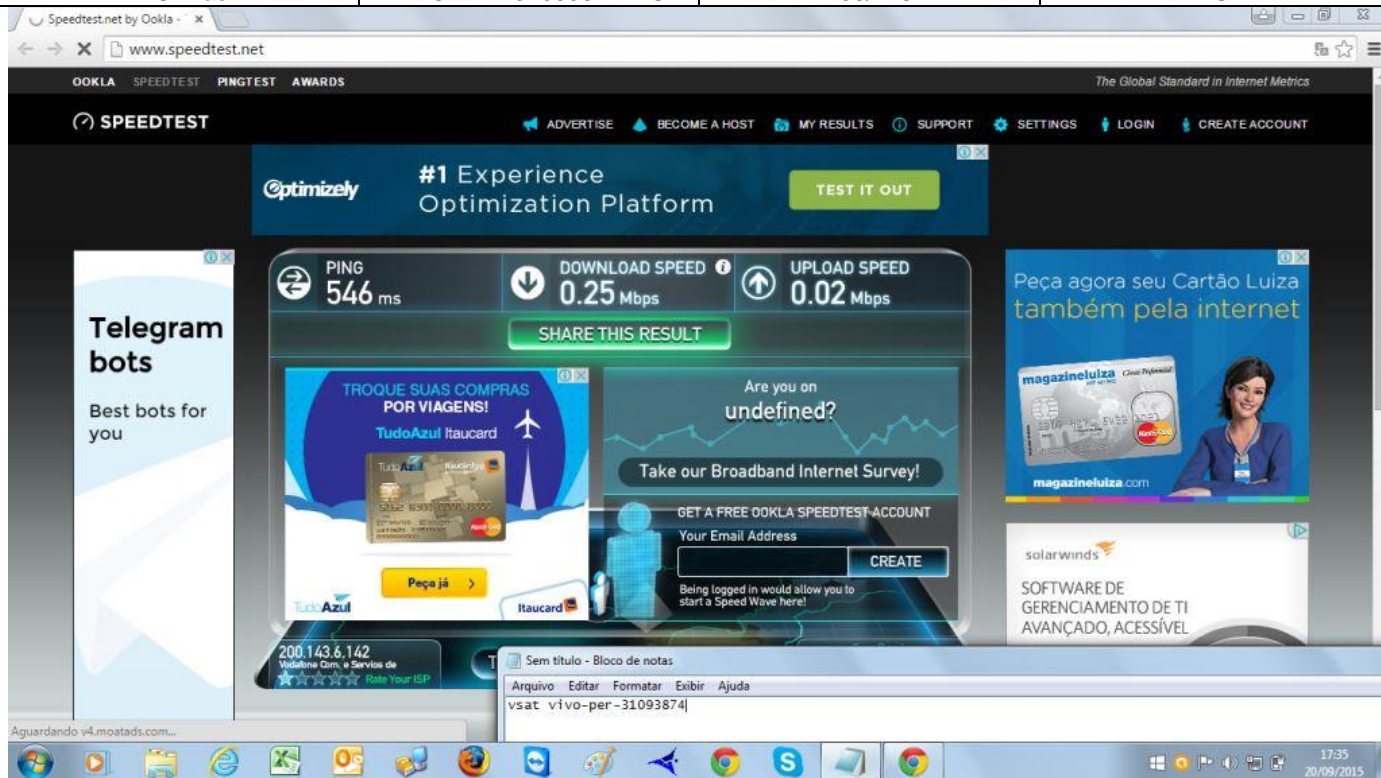 Speedtest.net by Ookla -
www.speedtest.net
OOKLA SPEEDTEST PINGTEST AWARDS
The Global Standard in Internet Metrics
SPEEDTEST
ADVERTISE BECOME A HOST MY RESULTS SUPPORT SETTINGS LOGIN CREATE ACCOUNT
Optimizely
#1 Experience
Optimization Platform
TEST IT OUT
Telegram
bots
Best bots for
you
PING
546 ms
DOWNLOAD SPEED
0.25 Mbps
UPLOAD SPEED
0.02 Mbps
SHARE THIS RESULT
TROQUE SUAS COMPRAS
POR VIAGENS!
TudoAzul Itaucard
Peça já
TudoAzul
Itaucard
Are you on
undefined?
Take our Broadband Internet Survey!
GET A FREE OOKLA SPEEDTEST ACCOUNT
Your Email Address
CREATE
Being logged in would allow you to
start a Speed Wave here!
Peça agora seu Cartão Luiza
também pela internet
magazineluiza
MasterCard
magazineluiza.com
solarwinds
SOFTWARE DE
GERENCIAMENTO DE TI
AVANÇADO, ACESSÍVEL
200.143.6.142
Vodafone Com. e Servios de
Rate Your ISP
T
Sem título - Bloco de notas
Arquivo Editar Formatar Exibir Ajuda
vsat vivo-per-31093874
Aguardando v4.moatads.com...
17:35
20/09/2015